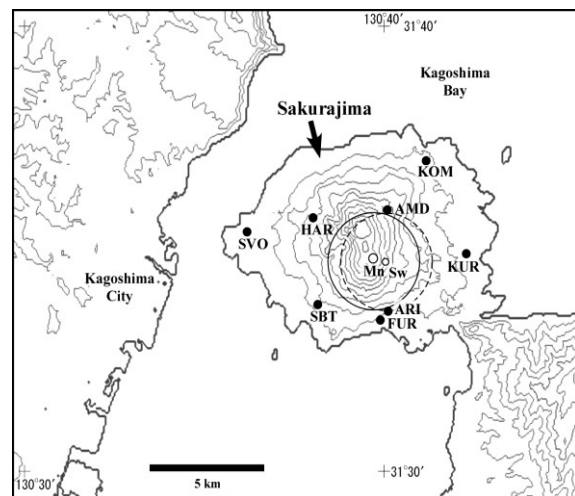 130°40′
31°40′
Kagoshima
Bay
Sakurajima
KOM
AMD
HAR
SVO
KUR
Mn Sw
Kagoshima
City
SBT
ARI
FUR
5 km
130°30′
31°30′